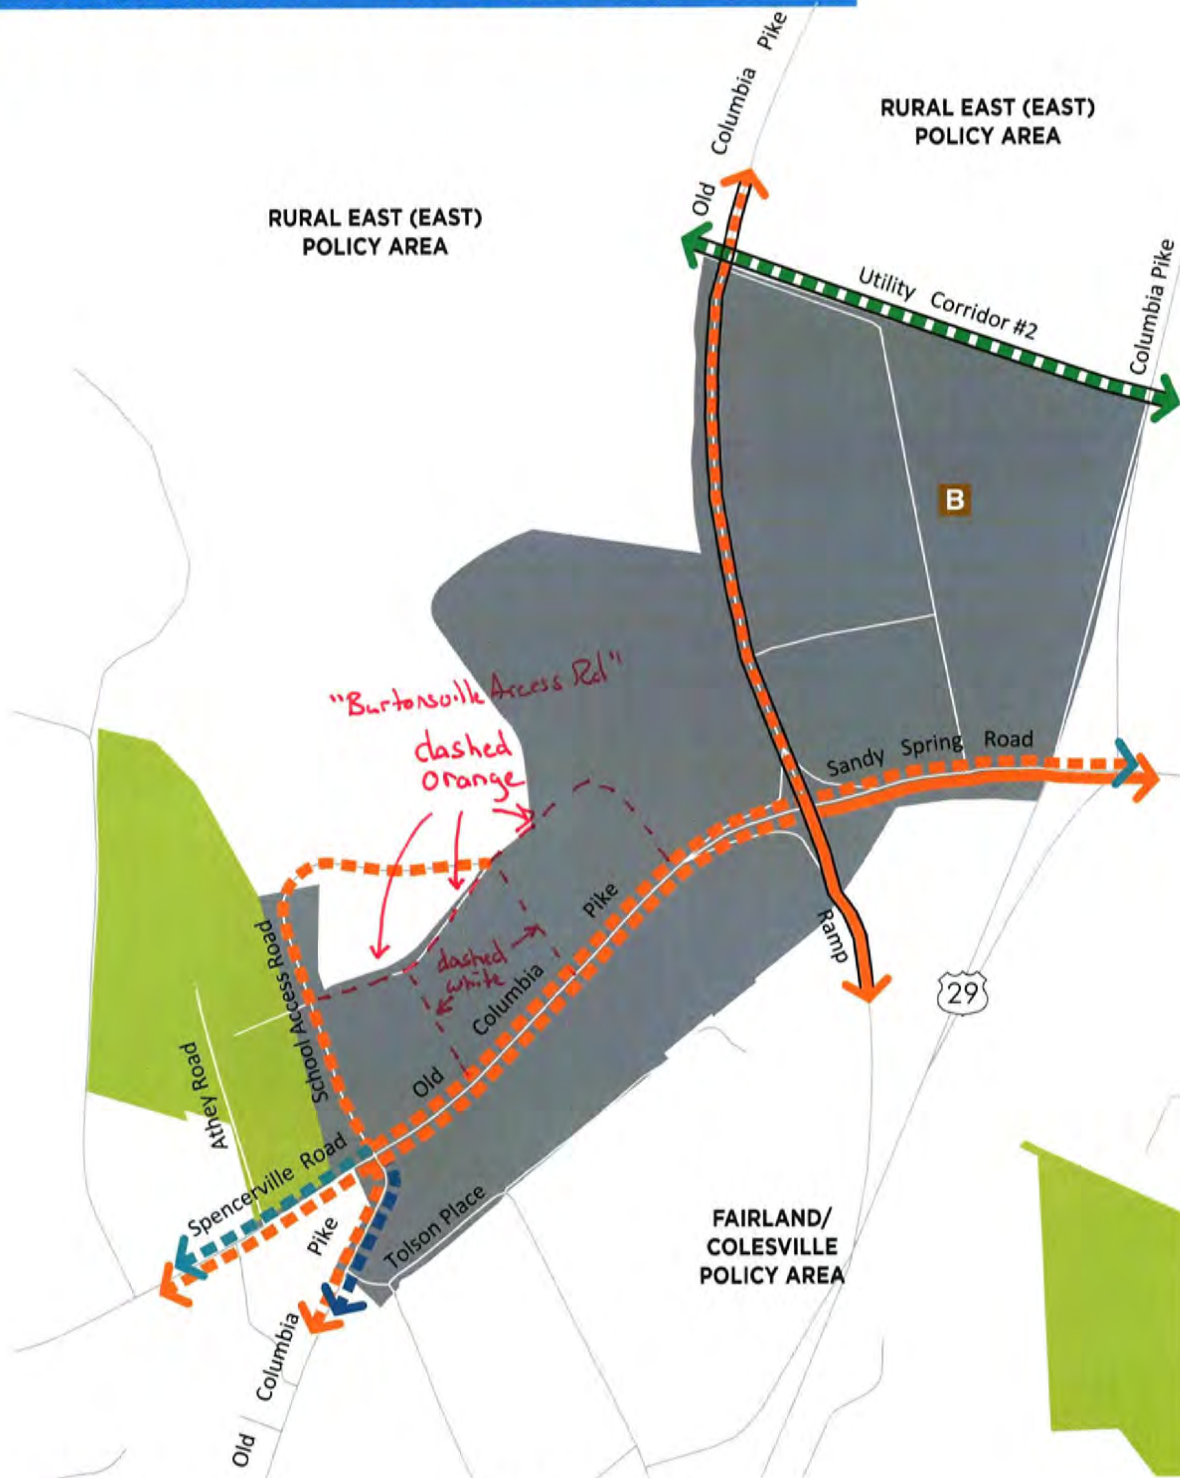 Old Columbia Pike
RURAL EAST (EAST)
POLICY AREA
RURAL EAST (EAST)
POLICY AREA
Utility Corridor #2
Columbia Pike
B
"Burtonsville Access Rd"
dashed
orange
Sandy Spring Road
Pike
Ramp
dashed
white
Columbia
29
School Access Road
Old
Athey Road
Spencerville Road
Pike
Tolson Place
FAIRLAND/
COLESVILLE
POLICY AREA
Columbia
Old